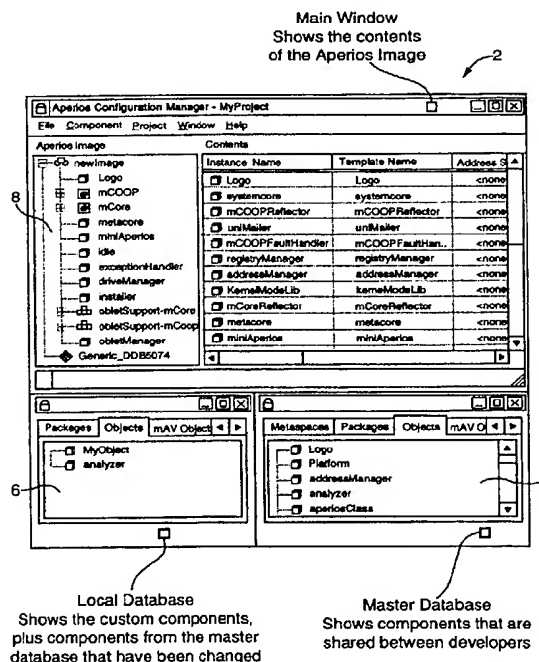 Main Window
Shows the contents
of the Aperios Image
2
Aperios Configuration Manager - MyProject
File Component Project Window Help
Aperios Image
Contents
newImage
Logo
mCOOP
mCore
metacore
miniAperios
idle
exceptionHandler
driveManager
installer
obletSupport-mCore
obletSupport-mCoop
obletManager
Generic_DDB5074
8
Instance Name Template Name Address S
Logo Logo <none
systemcore systemcore <none
mCOOPReflector mCOOPReflector <none
uniMailer uniMailer <none
mCOOPFaultHandler mCOOPFaultHan.. <none
registryManager registryManager <none
addressManager addressManager <none
KernelModeLib kerneModeLib <none
mCoreReflector mCoreReflector <none
metacore metacore <none
miniAperios miniAperios <none
Packages Objects mAV Object
MyObject
analyzer
6
Metaspaces Packages Objects mAV O
Logo
Platform
addressManager
analyzer
aperiosClass
Local Database
Shows the custom components,
plus components from the master
database that have been changed
Master Database
Shows components that are
shared between developers